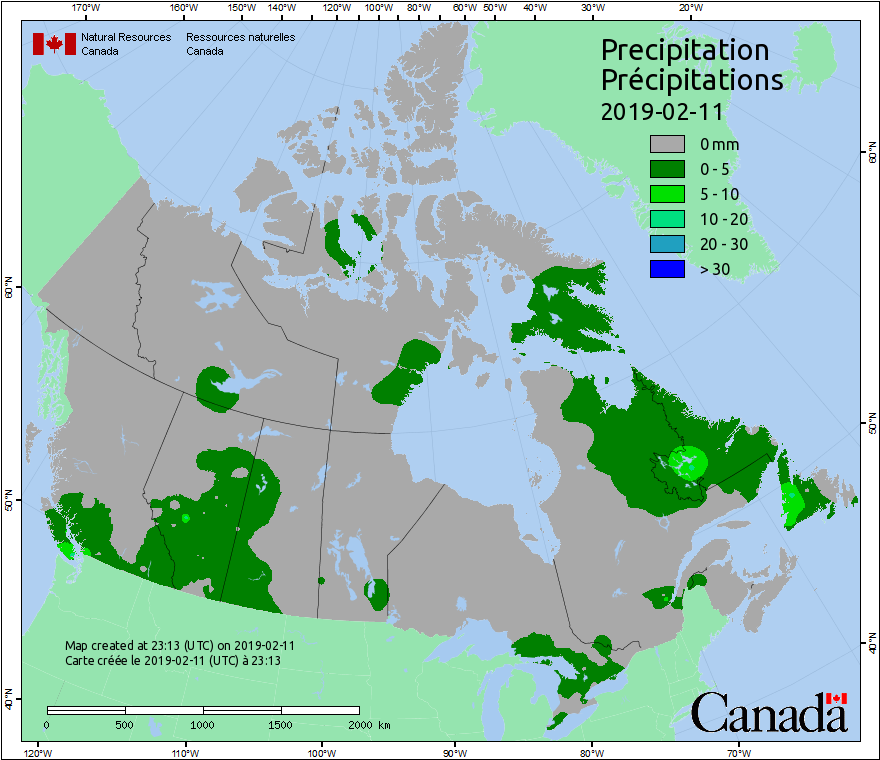 170°W 160°W 150°W 140°W 120°W 100°W 80°W 60°W 50°W 40°W 30°W 20°W
Natural Resources Ressources naturelles
Canada Canada
Precipitation
Précipitations
2019-02-11
0 mm
0 - 5
5 - 10
10 - 20
20 - 30
> 30
60°N
60°N
50°N
50°N
40°N
40°N
Map created at 23:13 (UTC) on 2019-02-11
Carte créée le 2019-02-11 (UTC) à 23:13
0 500 1000 1500 2000 km
Canada
120°W 110°W 100°W 90°W 80°W 70°W